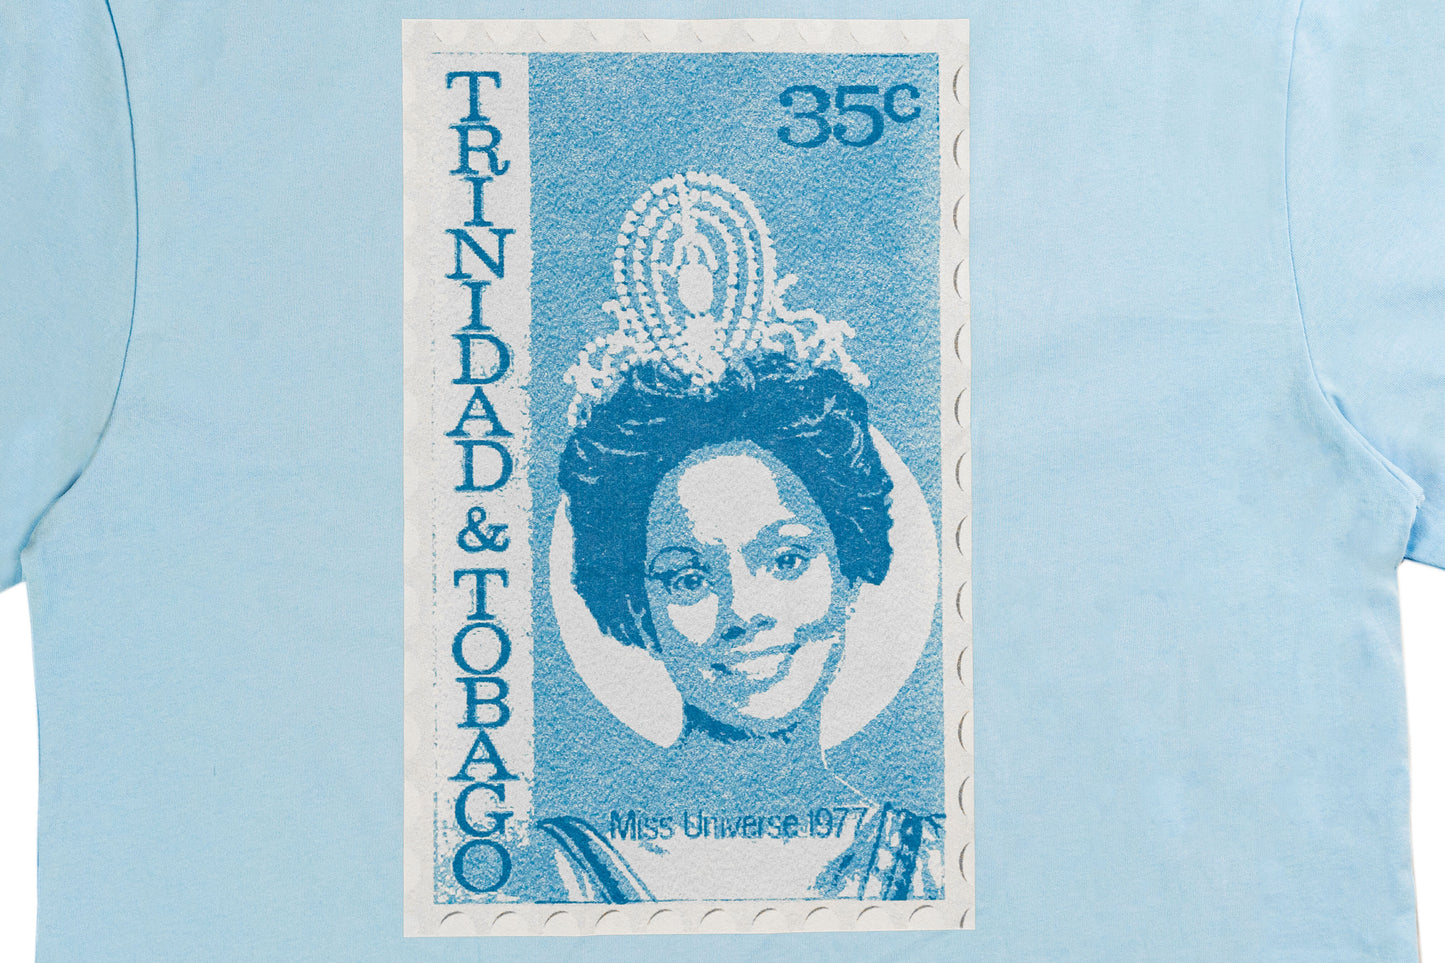 TRINIDAD & TOBAGO
35c
Miss Universe 1977